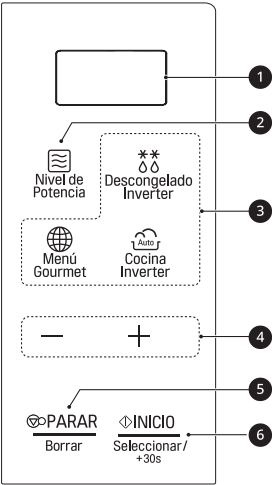 1
2
Nivel de
Potencia
Descongelado
Inverter
3
Menú
Gourmet
Auto
Cocina
Inverter
4
5
PARAR
Borrar
INICIO
Seleccionar/
+30s
6